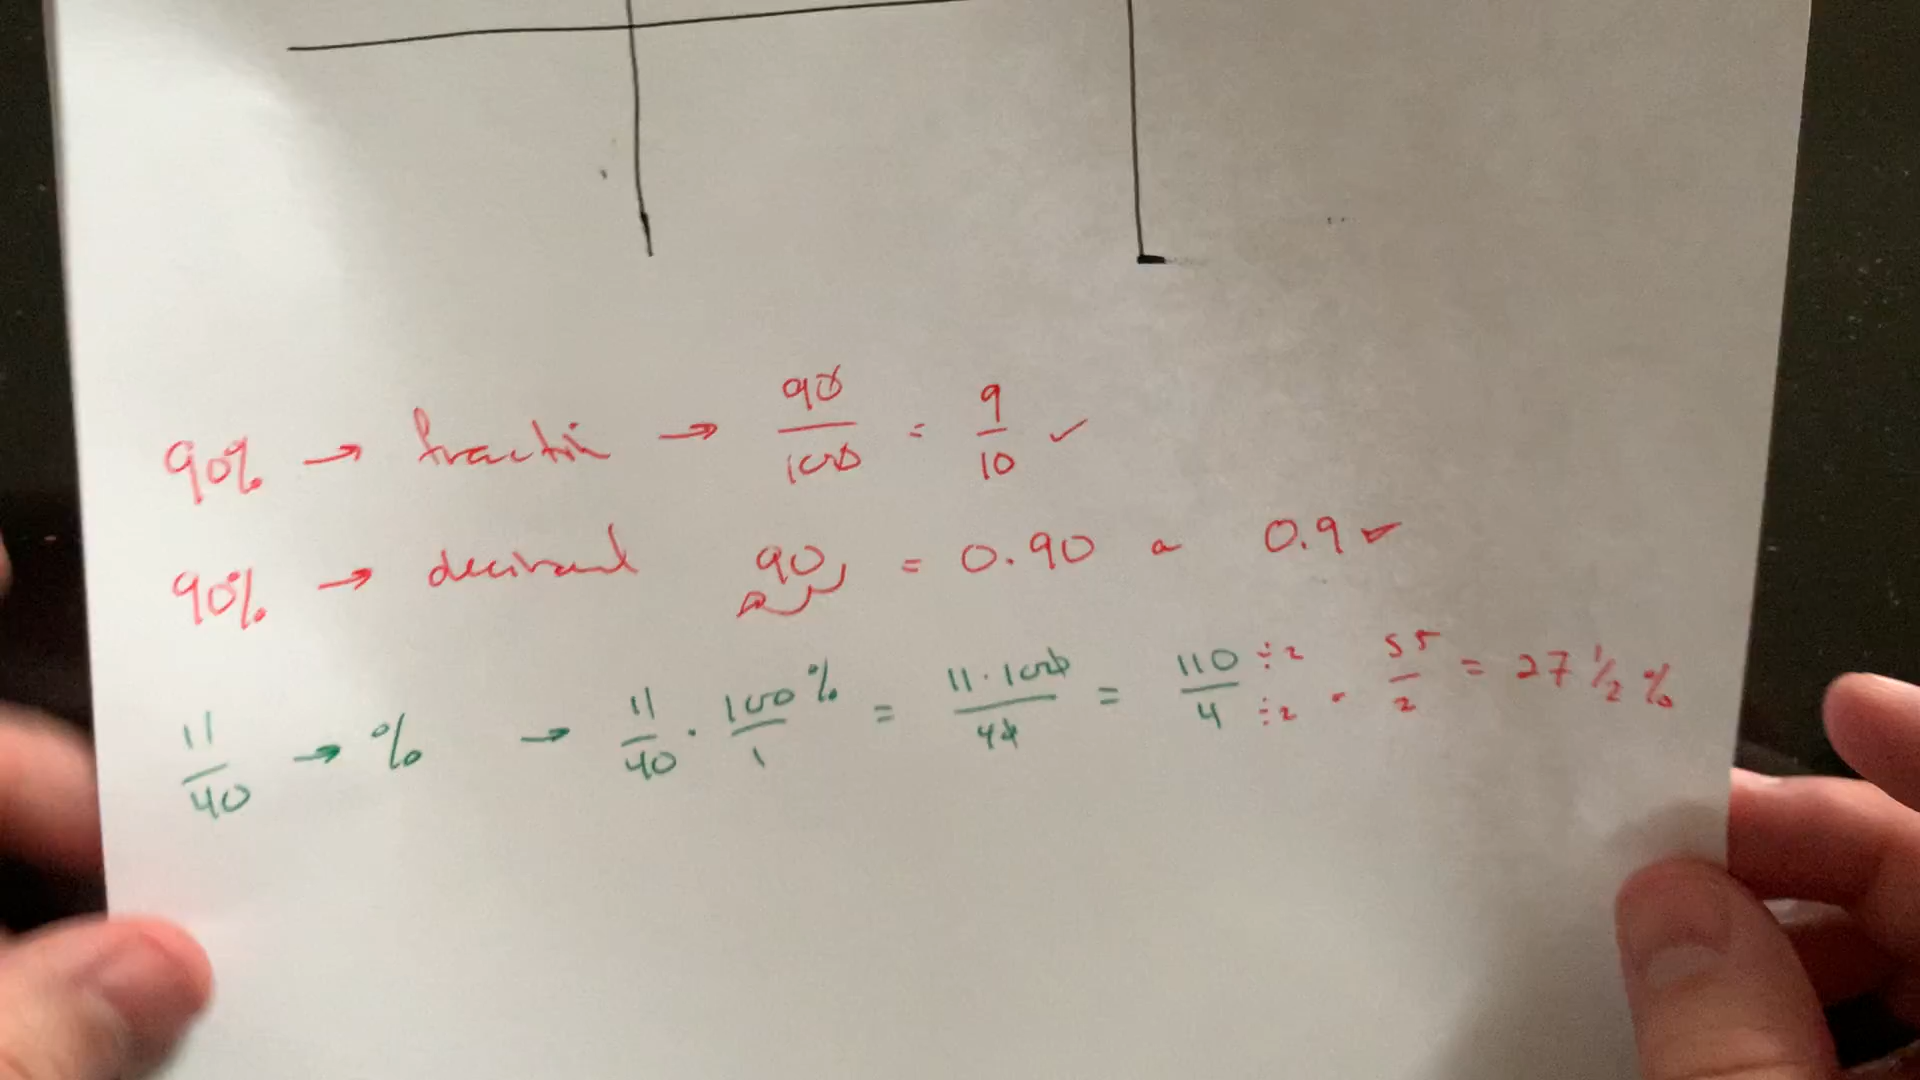 90% → fraction → 90/100 = 9/10 ✓
90% → decimal 90 = 0.90 or 0.9 ✓
11/40 → % → 11/40 · 100%/1 = 11·100/40 = 110/4 ÷2/÷2 = 55/2 = 27 1/2 %